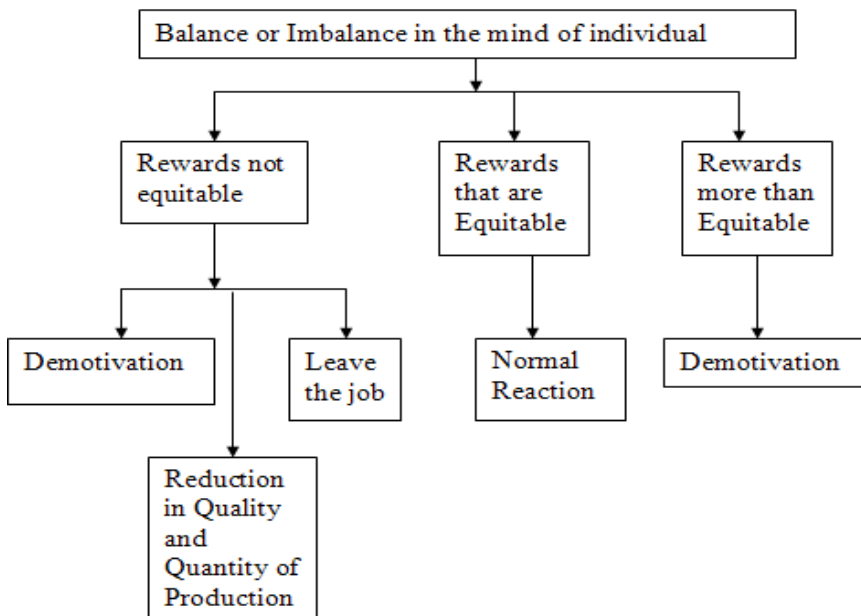 Balance or Imbalance in the mind of individual
Rewards not
equitable
Rewards
that are
Equitable
Rewards
more than
Equitable
Demotivation
Leave
the job
Normal
Reaction
Demotivation
Reduction
in Quality
and
Quantity of
Production